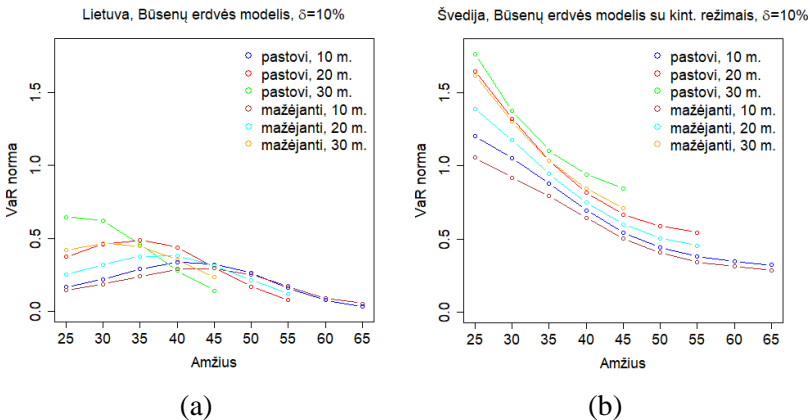 Lietuva, Būsenų erdvės modelis, δ=10%
VaR norma
1.5
1.0
0.5
0.0
pastovi, 10 m.
pastovi, 20 m.
pastovi, 30 m.
mažėjanti, 10 m.
mažėjanti, 20 m.
mažėjanti, 30 m.
25 30 35 40 45 50 55 60 65
Amžius
(a)
Švedija, Būsenų erdvės modelis su kint. režimais, δ=10%
VaR norma
1.5
1.0
0.5
0.0
pastovi, 10 m.
pastovi, 20 m.
pastovi, 30 m.
mažėjanti, 10 m.
mažėjanti, 20 m.
mažėjanti, 30 m.
25 30 35 40 45 50 55 60 65
Amžius
(b)